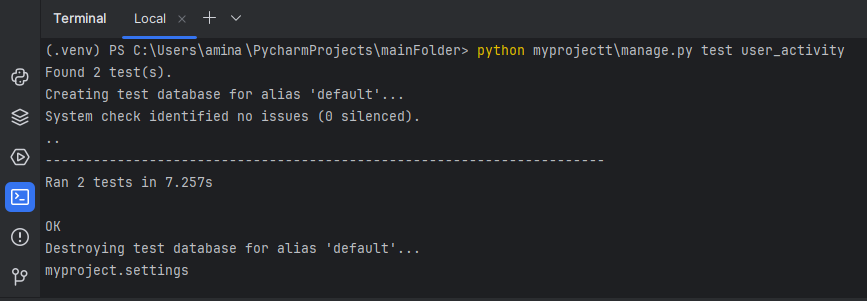 Terminal Local
(.venv) PS C:\Users\amina\PycharmProjects\mainFolder> python myprojectt\manage.py test user_activity
Found 2 test(s).
Creating test database for alias 'default'...
System check identified no issues (0 silenced).
..
----------------------------------------------------------------------
Ran 2 tests in 7.257s
OK
Destroying test database for alias 'default'...
myproject.settings